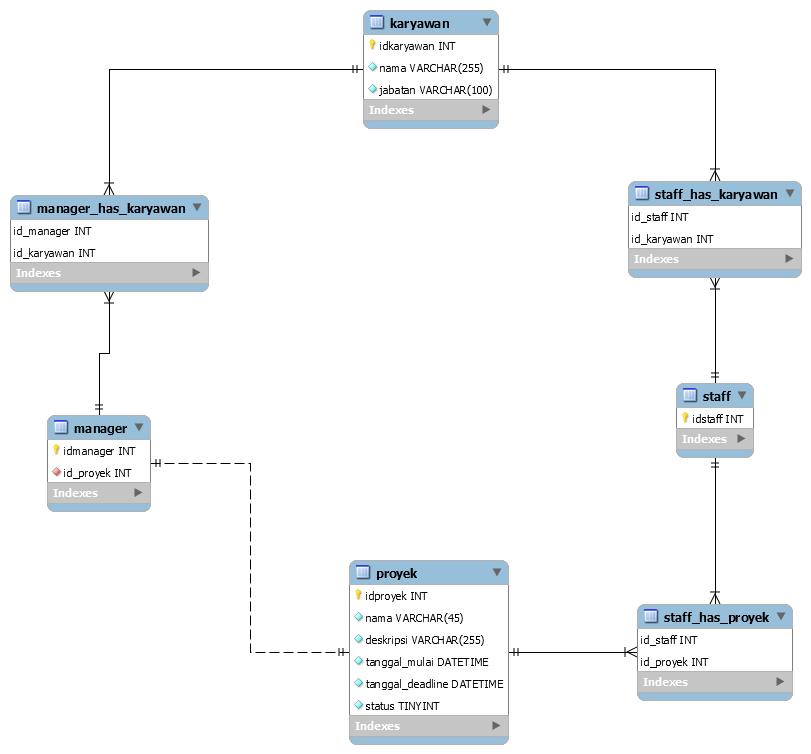 karyawan
idkaryawan INT
nama VARCHAR(255)
jabatan VARCHAR(100)
Indexes
manager_has_karyawan
id_manager INT
id_karyawan INT
Indexes
staff_has_karyawan
id_staff INT
id_karyawan INT
Indexes
manager
idmanager INT
id_proyek INT
Indexes
staff
idstaff INT
Indexes
proyek
idproyek INT
nama VARCHAR(45)
deskripsi VARCHAR(255)
tanggal_mulai DATETIME
tanggal_deadline DATETIME
status TINYINT
Indexes
staff_has_proyek
id_staff INT
id_proyek INT
Indexes